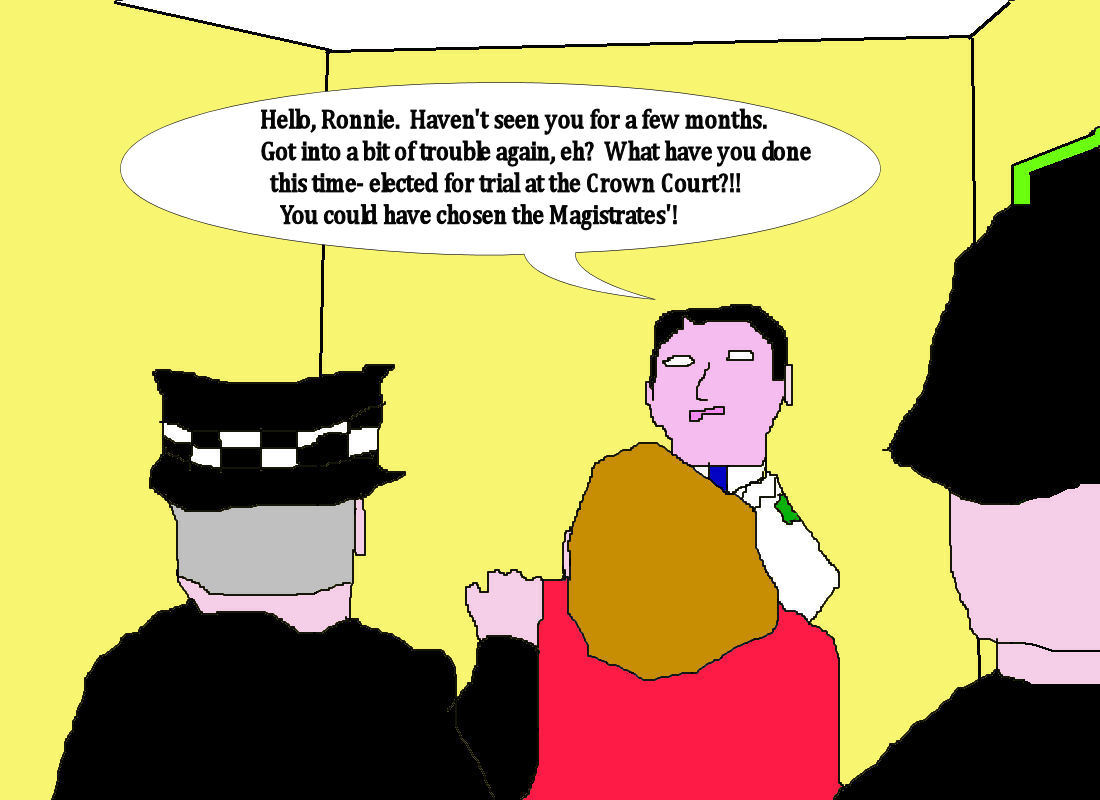 Hello, Ronnie. Haven't seen you for a few months.
Got into a bit of trouble again, eh? What have you done
this time- elected for trial at the Crown Court?!!
You could have chosen the Magistrates'!